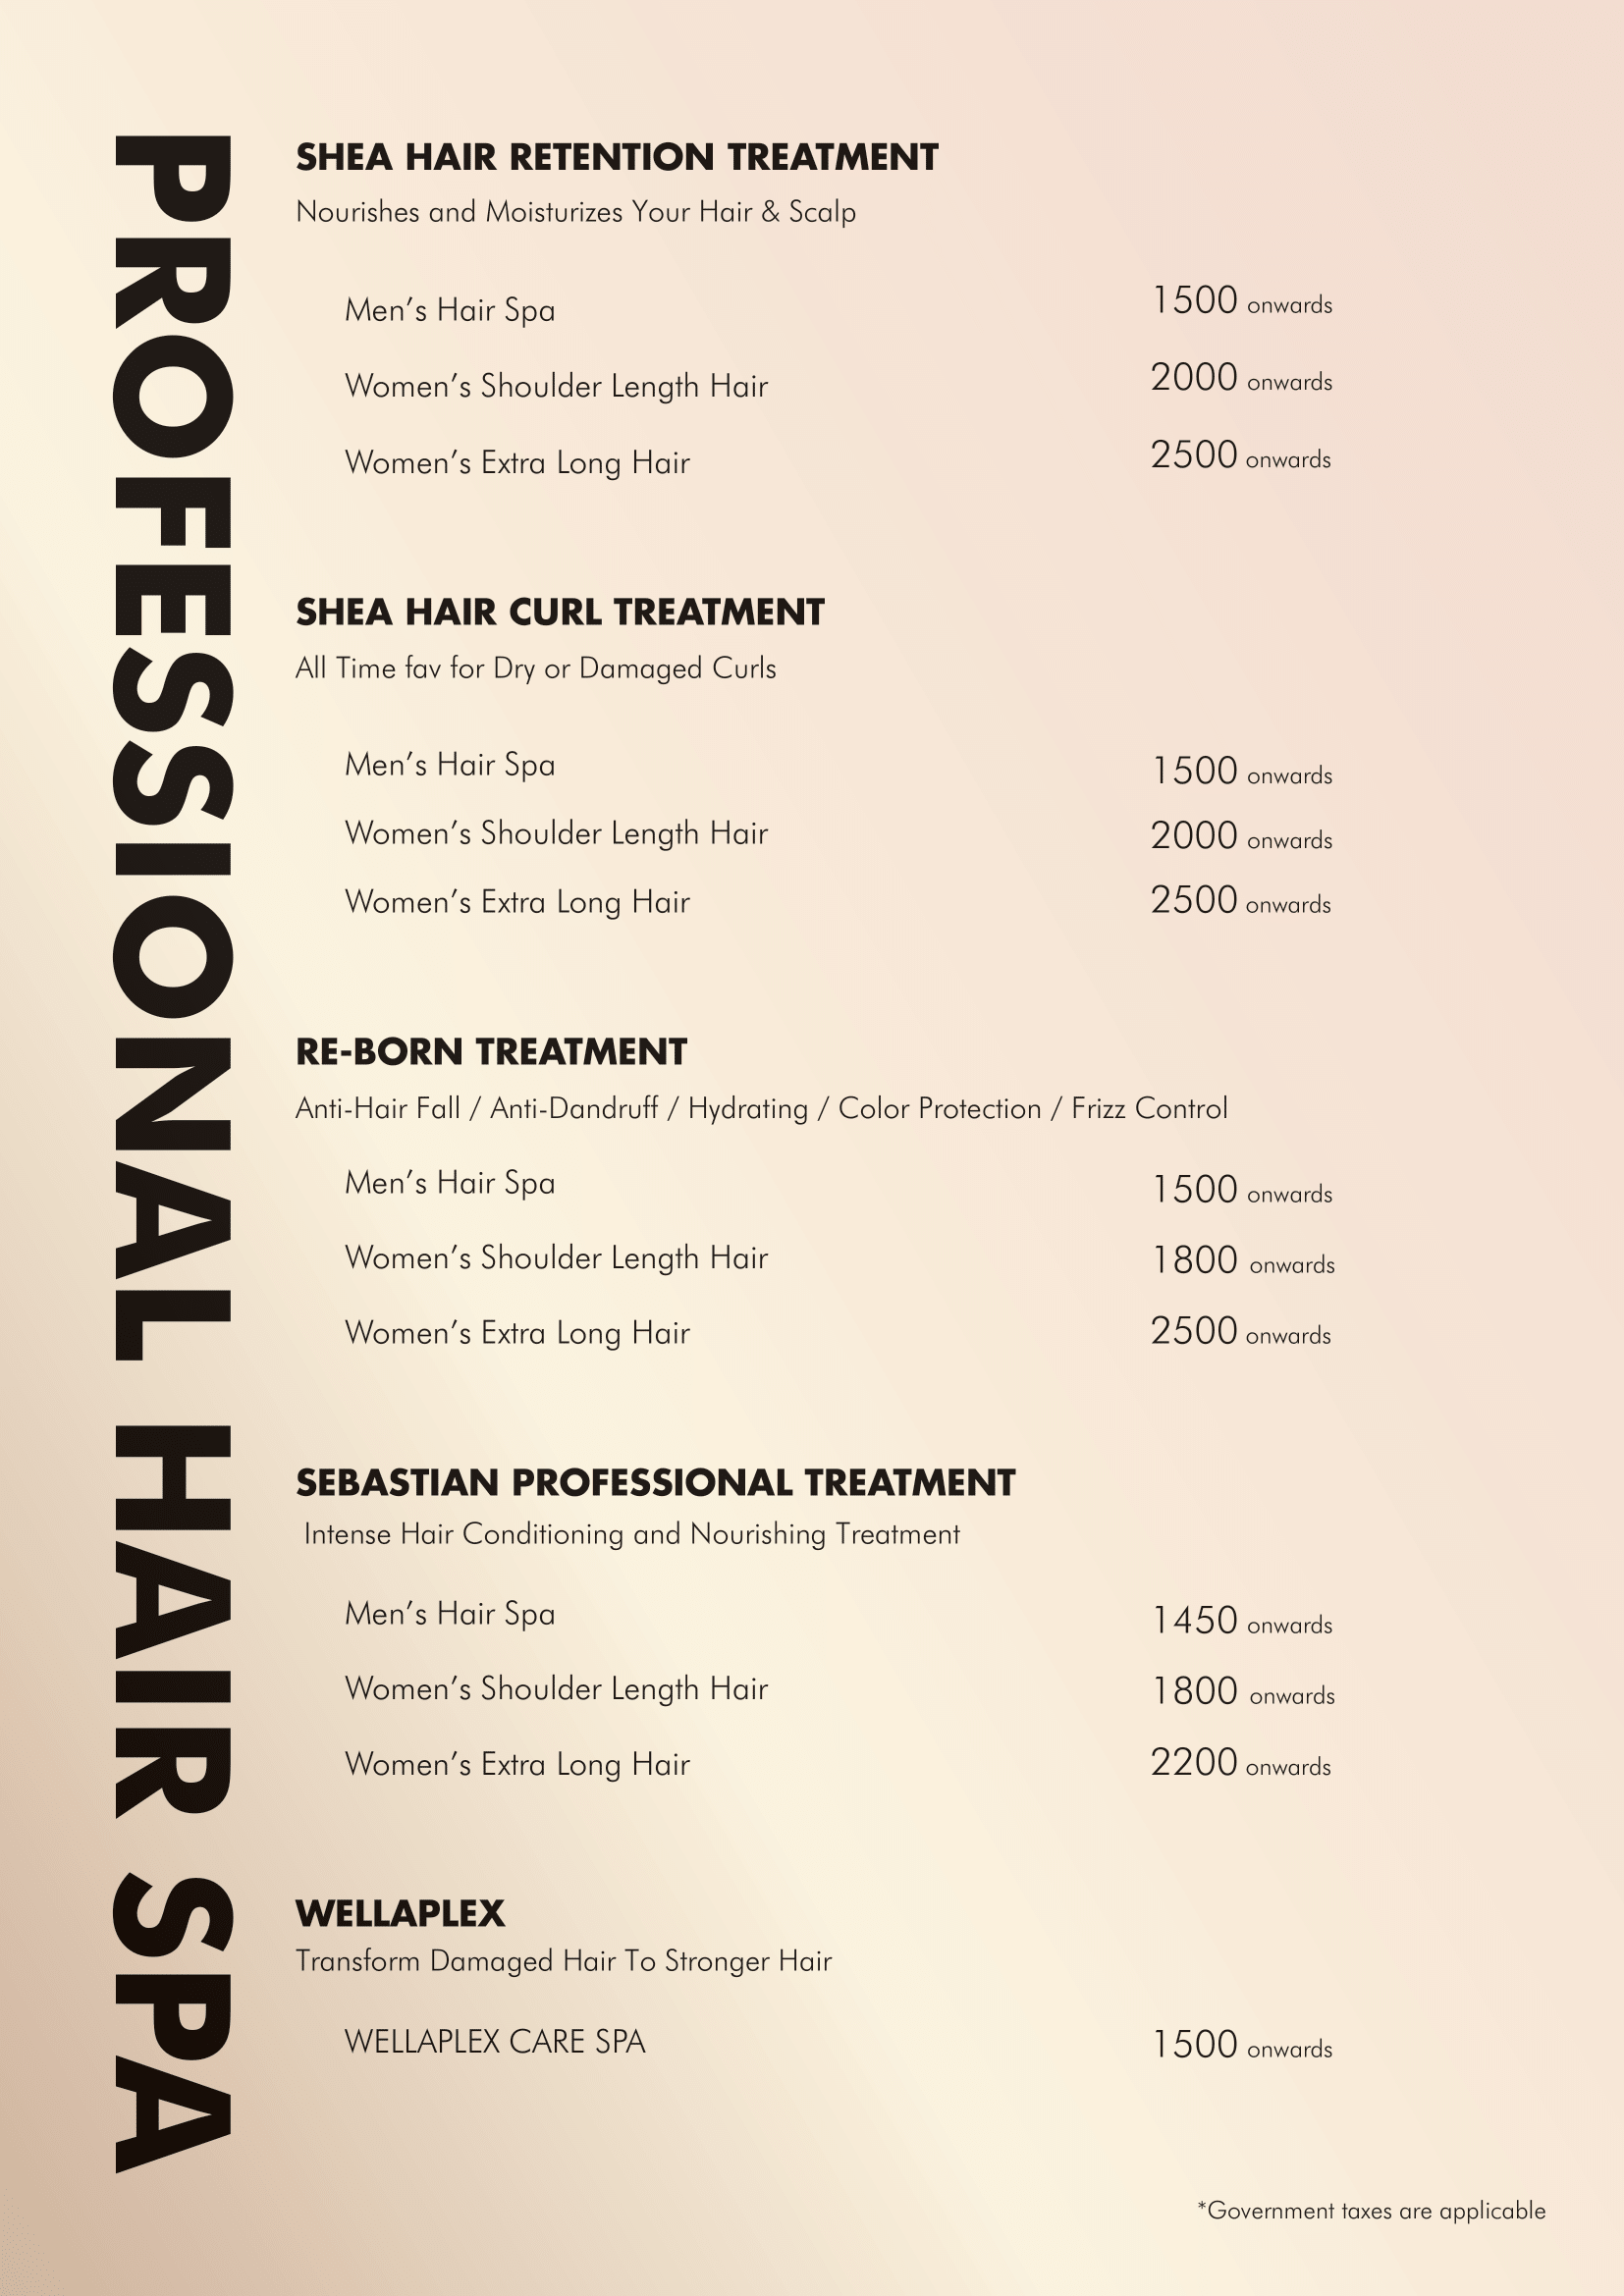 PROFESSIONAL HAIR SPA
SHEA HAIR RETENTION TREATMENT
Nourishes and Moisturizes Your Hair & Scalp
Men’s Hair Spa 1500 onwards
Women’s Shoulder Length Hair 2000 onwards
Women’s Extra Long Hair 2500 onwards
SHEA HAIR CURL TREATMENT
All Time fav for Dry or Damaged Curls
Men’s Hair Spa 1500 onwards
Women’s Shoulder Length Hair 2000 onwards
Women’s Extra Long Hair 2500 onwards
RE-BORN TREATMENT
Anti-Hair Fall / Anti-Dandruff / Hydrating / Color Protection / Frizz Control
Men’s Hair Spa 1500 onwards
Women’s Shoulder Length Hair 1800 onwards
Women’s Extra Long Hair 2500 onwards
SEBASTIAN PROFESSIONAL TREATMENT
Intense Hair Conditioning and Nourishing Treatment
Men’s Hair Spa 1450 onwards
Women’s Shoulder Length Hair 1800 onwards
Women’s Extra Long Hair 2200 onwards
WELLAPLEX
Transform Damaged Hair To Stronger Hair
WELLAPLEX CARE SPA 1500 onwards
*Government taxes are applicable